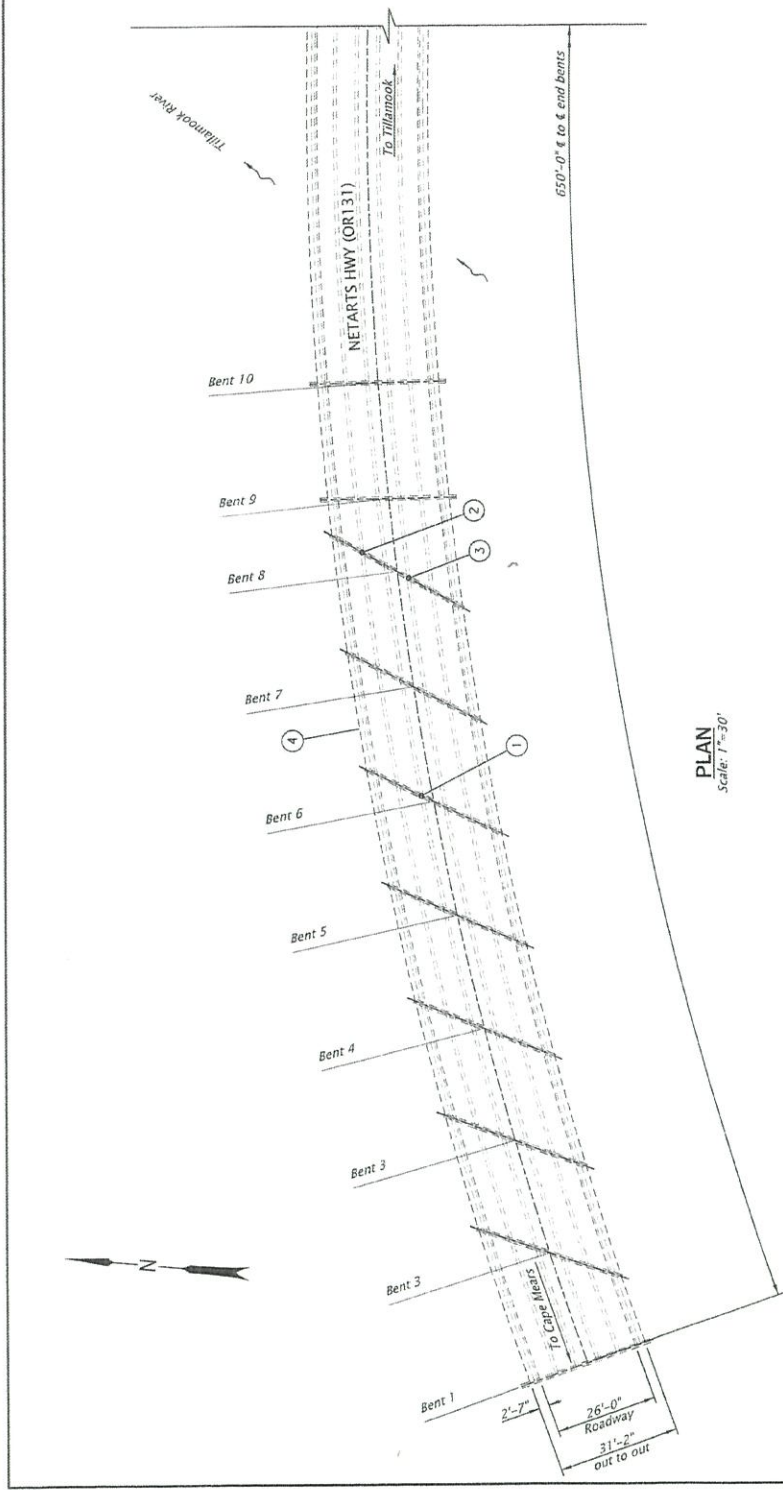 Tillamook River
To Tillamook
NETARTS HWY (OR131)
650'-0" ℄ to ℄ end bents
Bent 10
Bent 9
2
Bent 8
3
Bent 7
4
1
Bent 6
Bent 5
Bent 4
Bent 3
Bent 3
To Cape Mears
Bent 1
N
2'-7"
26'-0"
Roadway
31'-2"
out to out
PLAN
Scale: 1"=30'